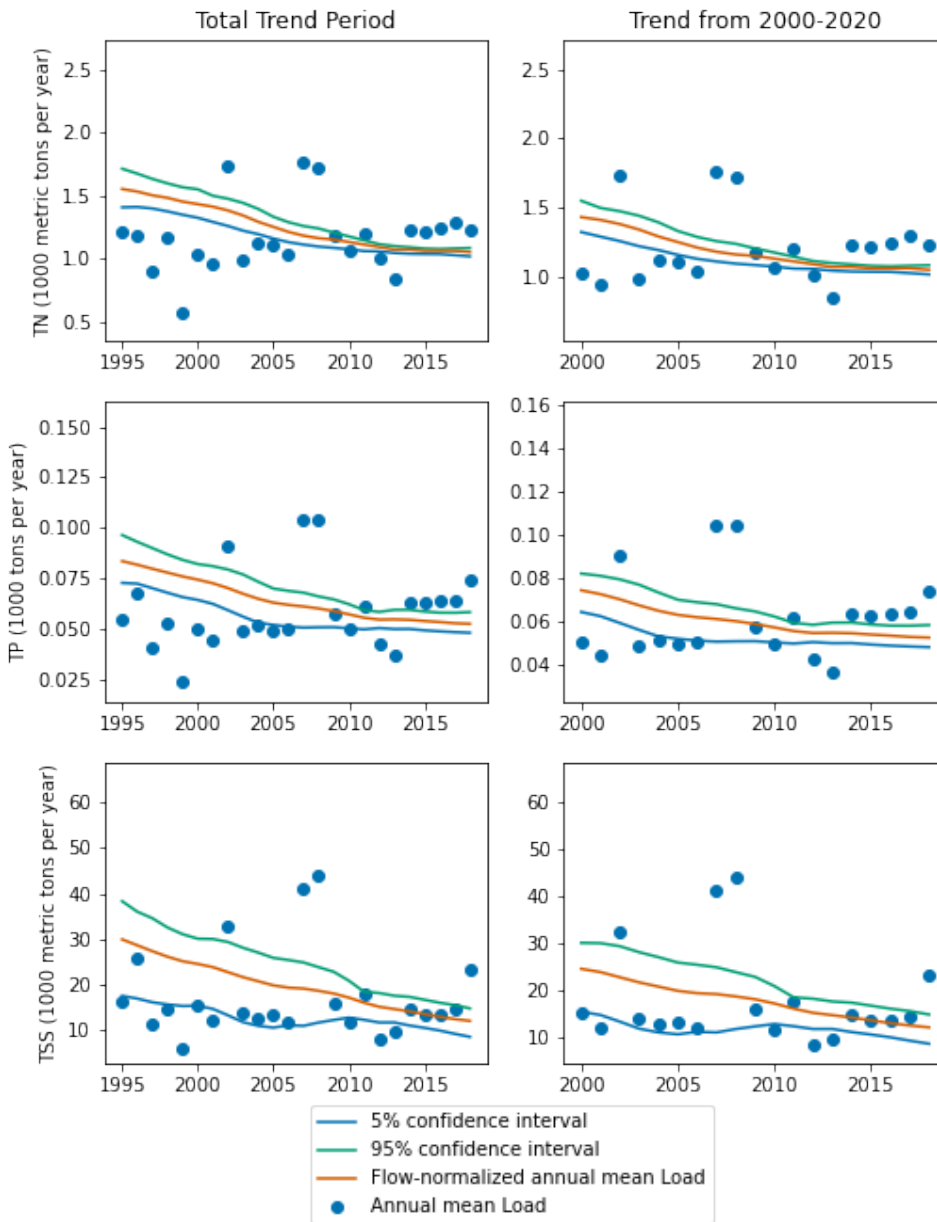 Total Trend Period
Trend from 2000-2020
TN (1000 metric tons per year)
2.5
2.0
1.5
1.0
0.5
1995 2000 2005 2010 2015
2.5
2.0
1.5
1.0
2000 2005 2010 2015
TP (1000 tons per year)
0.150
0.125
0.100
0.075
0.050
0.025
1995 2000 2005 2010 2015
0.16
0.14
0.12
0.10
0.08
0.06
0.04
2000 2005 2010 2015
TSS (1000 metric tons per year)
60
50
40
30
20
10
1995 2000 2005 2010 2015
60
50
40
30
20
10
2000 2005 2010 2015
5% confidence interval
95% confidence interval
Flow-normalized annual mean Load
Annual mean Load